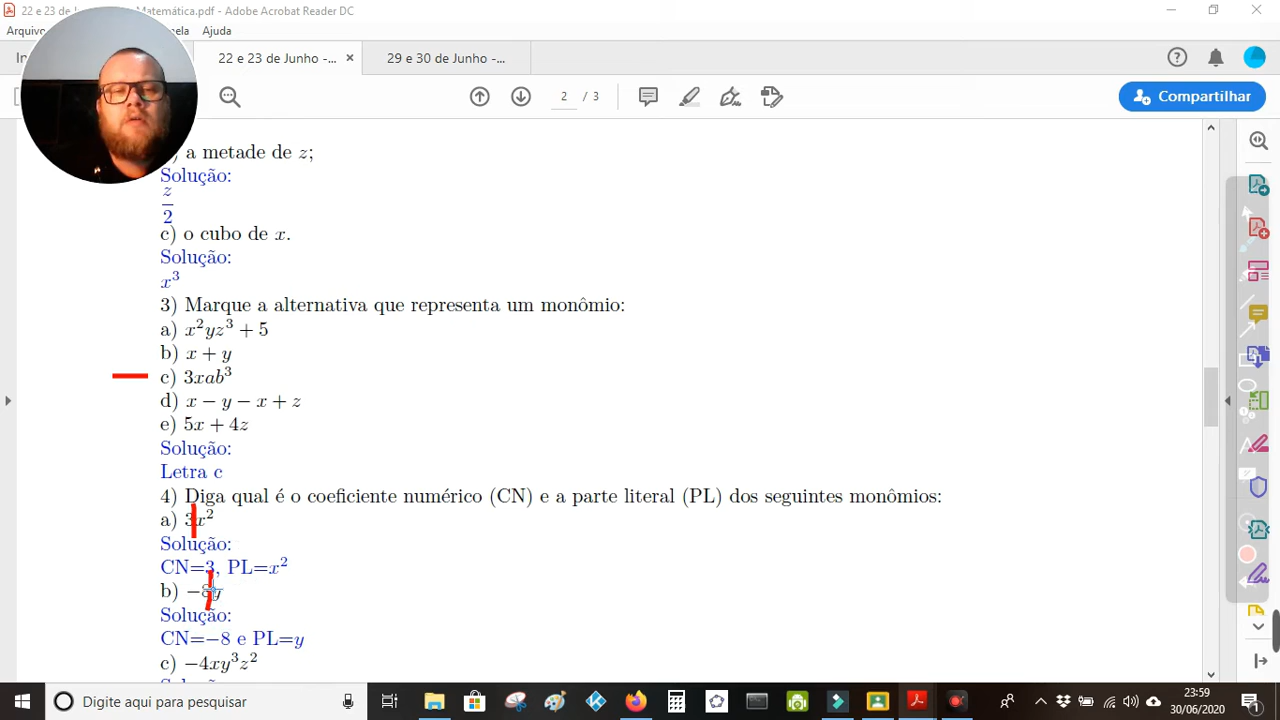 22 e 23 de J Matemática.pdf - Adobe Acrobat Reader DC
Arquivo Ajuda
22 e 23 de Junho -... × 29 e 30 de Junho -...
2 / 3
Compartilhar
) a metade de z;
Solução:
z/2
c) o cubo de x.
Solução:
x³
3) Marque a alternativa que representa um monômio:
a) x²yz³ + 5
b) x + y
c) 3xab³
d) x − y − x + z
e) 5x + 4z
Solução:
Letra c
4) Diga qual é o coeficiente numérico (CN) e a parte literal (PL) dos seguintes monômios:
a) 3x²
Solução:
CN=3, PL=x²
b) −8y
Solução:
CN=−8 e PL=y
c) −4xy³z²
Digite aqui para pesquisar
23:59
30/06/2020